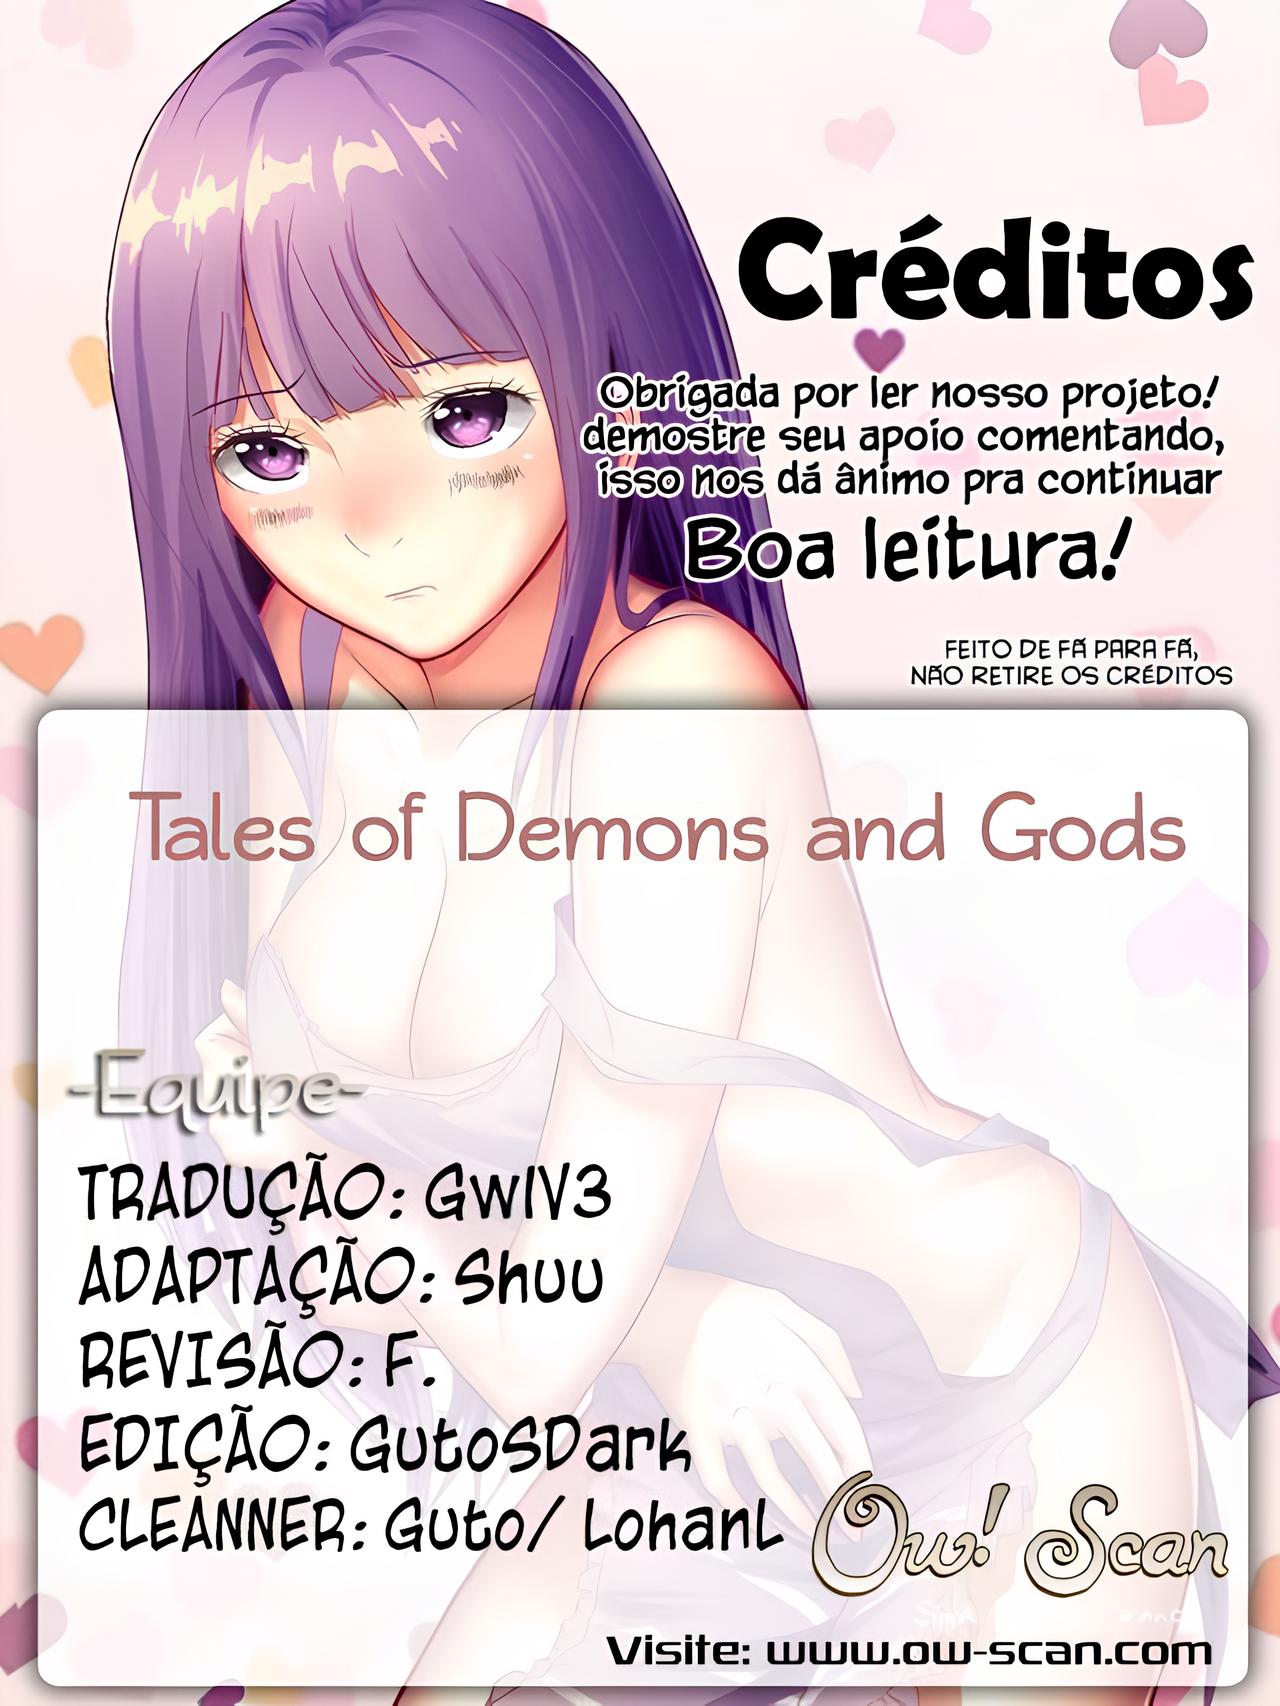 Créditos
Obrigada por ler nosso projeto!
demostre seu apoio comentando,
isso nos dá ânimo pra continuar
Boa leitura!
FEITO DE FÃ PARA FÃ,
NÃO RETIRE OS CRÉDITOS
Tales of Demons and Gods
-Equipe-
TRADUÇÃO: GwIV3
ADAPTAÇÃO: Shuu
REVISÃO: F.
EDIÇÃO: GutoSDark
CLEANNER: Guto/ LohanL
Ow! Scan
Visite: www.ow-scan.com